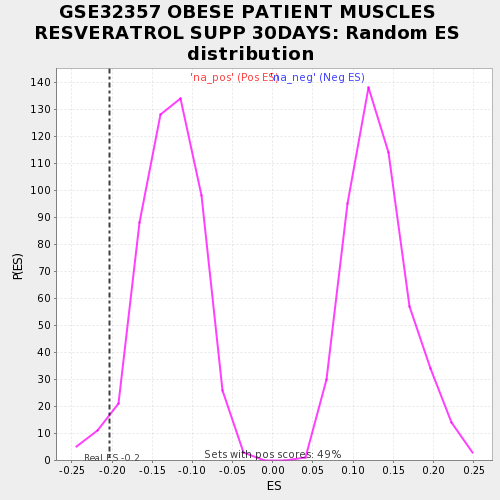 GSE32357 OBESE PATIENT MUSCLES
RESVERATROL SUPP 30DAYS: Random ES
distribution
'na_pos' (Pos ES)
'na_neg' (Neg ES)
140
130
120
110
100
90
80
70
60
50
40
30
20
10
0
P(ES)
Real ES -0.2
Sets with pos scores: 49%
-0.25
-0.20
-0.15
-0.10
-0.05
0.00
0.05
0.10
0.15
0.20
0.25
ES